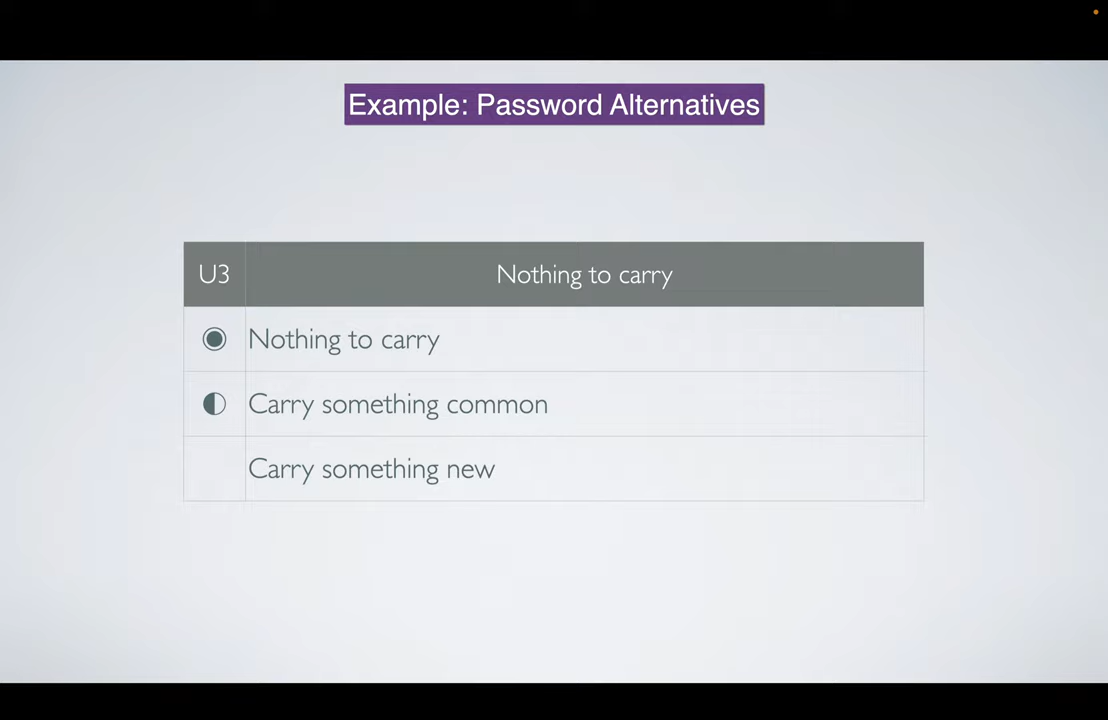 Example: Password Alternatives
U3 Nothing to carry
Nothing to carry
Carry something common
Carry something new